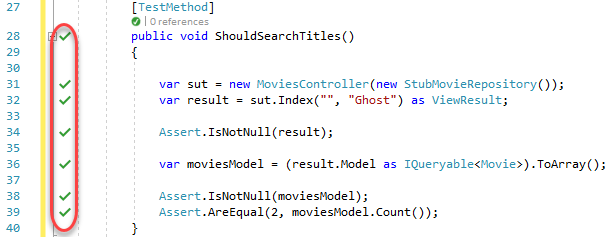 27 [TestMethod]
| 0 references
28 public void ShouldSearchTitles()
29 {
30
31 var sut = new MoviesController(new StubMovieRepository());
32 var result = sut.Index("", "Ghost") as ViewResult;
33
34 Assert.IsNotNull(result);
35
36 var moviesModel = (result.Model as IQueryable<Movie>).ToArray();
37
38 Assert.IsNotNull(moviesModel);
39 Assert.AreEqual(2, moviesModel.Count());
40 }